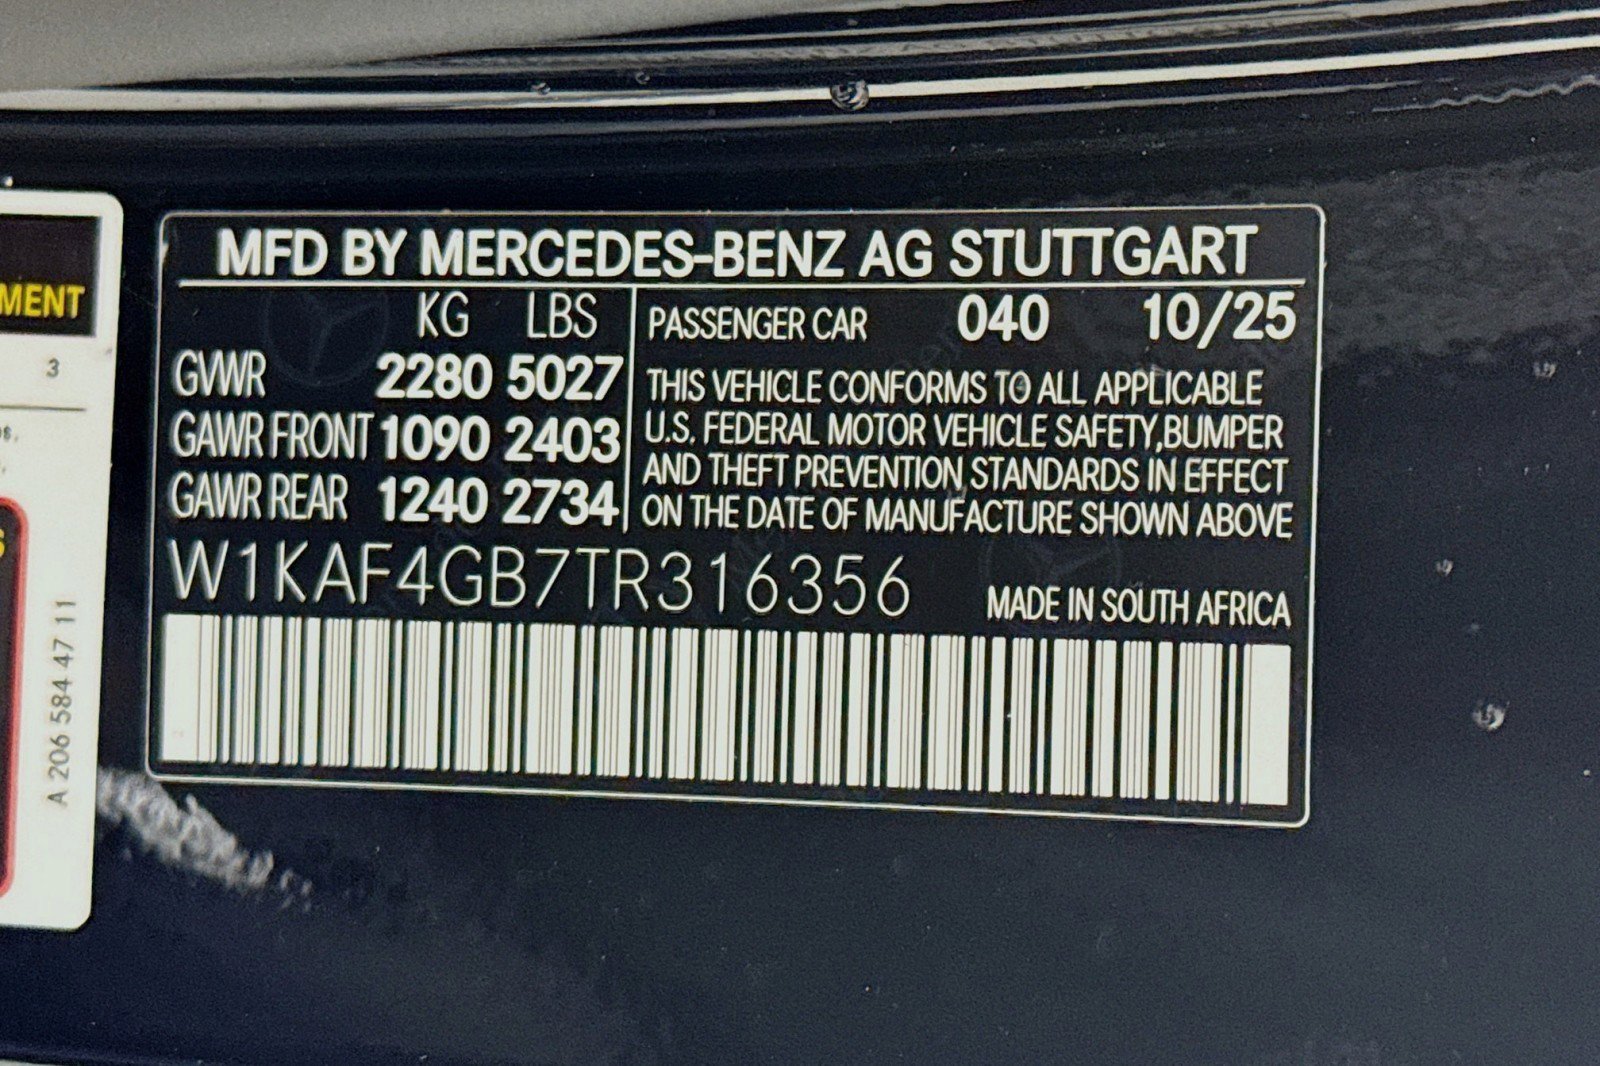 MFD BY MERCEDES-BENZ AG STUTTGART
KG LBS
GVWR 2280 5027
GAWR FRONT 1090 2403
GAWR REAR 1240 2734
PASSENGER CAR 040 10/25
THIS VEHICLE CONFORMS TO ALL APPLICABLE
U.S. FEDERAL MOTOR VEHICLE SAFETY, BUMPER
AND THEFT PREVENTION STANDARDS IN EFFECT
ON THE DATE OF MANUFACTURE SHOWN ABOVE
W1KAF4GB7TR316356
MADE IN SOUTH AFRICA
MENT
3
A 206 584 47 11